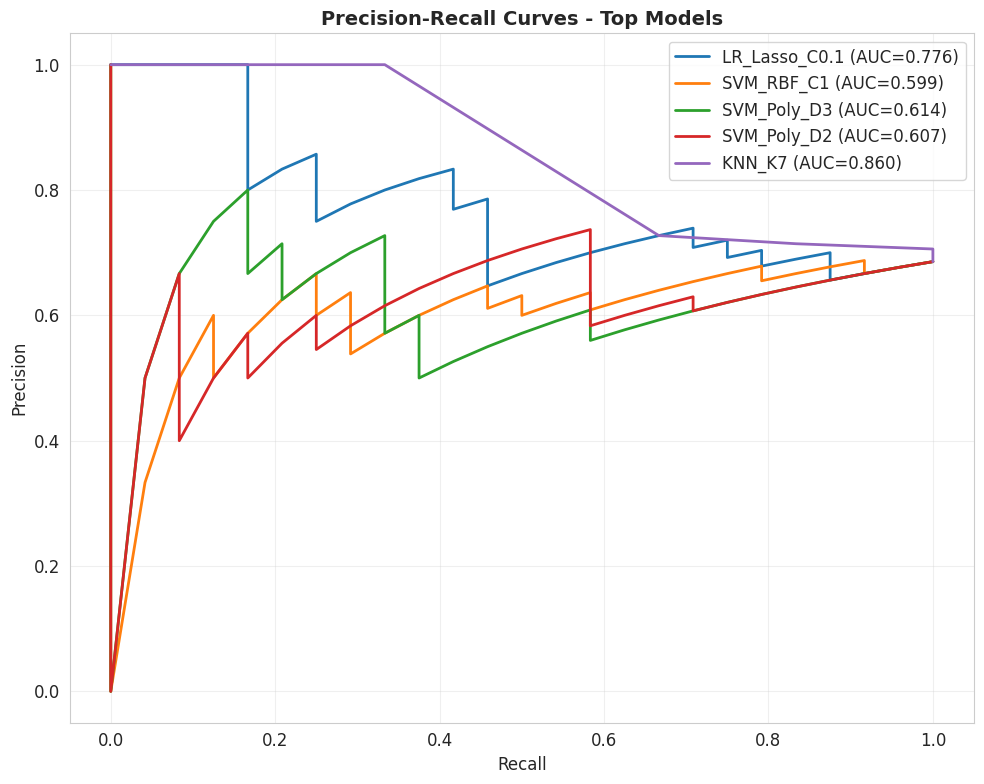 Precision-Recall Curves - Top Models
LR_Lasso_C0.1 (AUC=0.776)
SVM_RBF_C1 (AUC=0.599)
SVM_Poly_D3 (AUC=0.614)
SVM_Poly_D2 (AUC=0.607)
KNN_K7 (AUC=0.860)
Precision
1.0
0.8
0.6
0.4
0.2
0.0
0.0 0.2 0.4 0.6 0.8 1.0
Recall